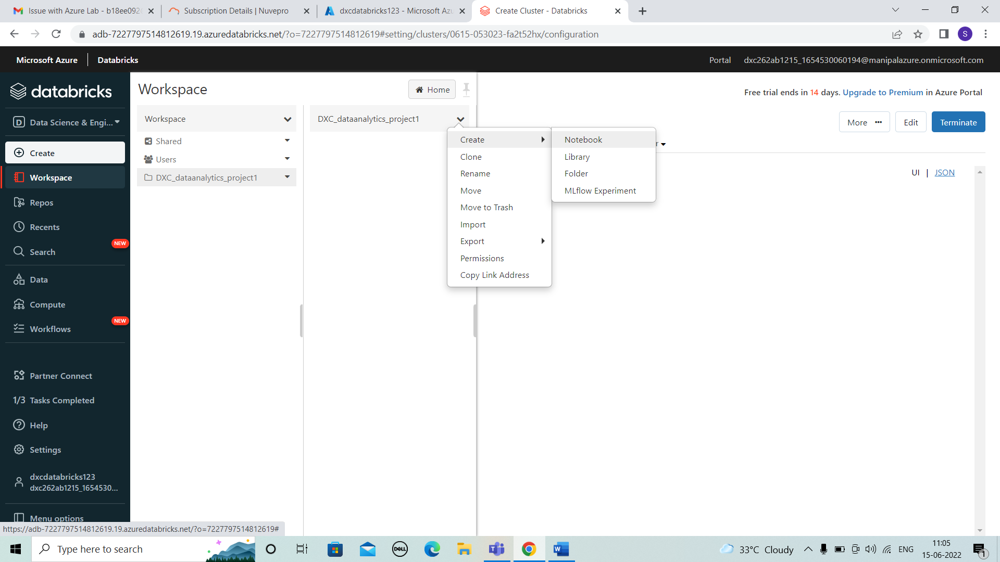 Issue with Azure Lab - b18ee092
Subscription Details | Nuvepro
dxcdatabricks123 - Microsoft Azu
Create Cluster - Databricks
adb-7227797514812619.19.azuredatabricks.net/?o=7227797514812619#setting/clusters/0615-053023-fa2t52hx/configuration
S
Microsoft Azure
Databricks
Portal
dxc262ab1215_1654530060194@manipalazure.onmicrosoft.com
databricks
D Data Science & Engi...
Create
Workspace
Repos
Recents
NEW
Search
Data
Compute
NEW
Workflows
Partner Connect
1/3 Tasks Completed
Help
Settings
dxcdatabricks123
dxc262ab1215_1654530...
Menu options
Workspace
Home
Workspace
Shared
Users
DXC_dataanalytics_project1
DXC_dataanalytics_project1
Create
Clone
Rename
Move
Move to Trash
Import
Export
Permissions
Copy Link Address
Notebook
Library
Folder
MLflow Experiment
Free trial ends in 14 days. Upgrade to Premium in Azure Portal
More
Edit
Terminate
r
UI | JSON
https://adb-7227797514812619.19.azuredatabricks.net/?o=7227797514812619#
Type here to search
DELL
W
33°C Cloudy
ENG
11:05
15-06-2022
1